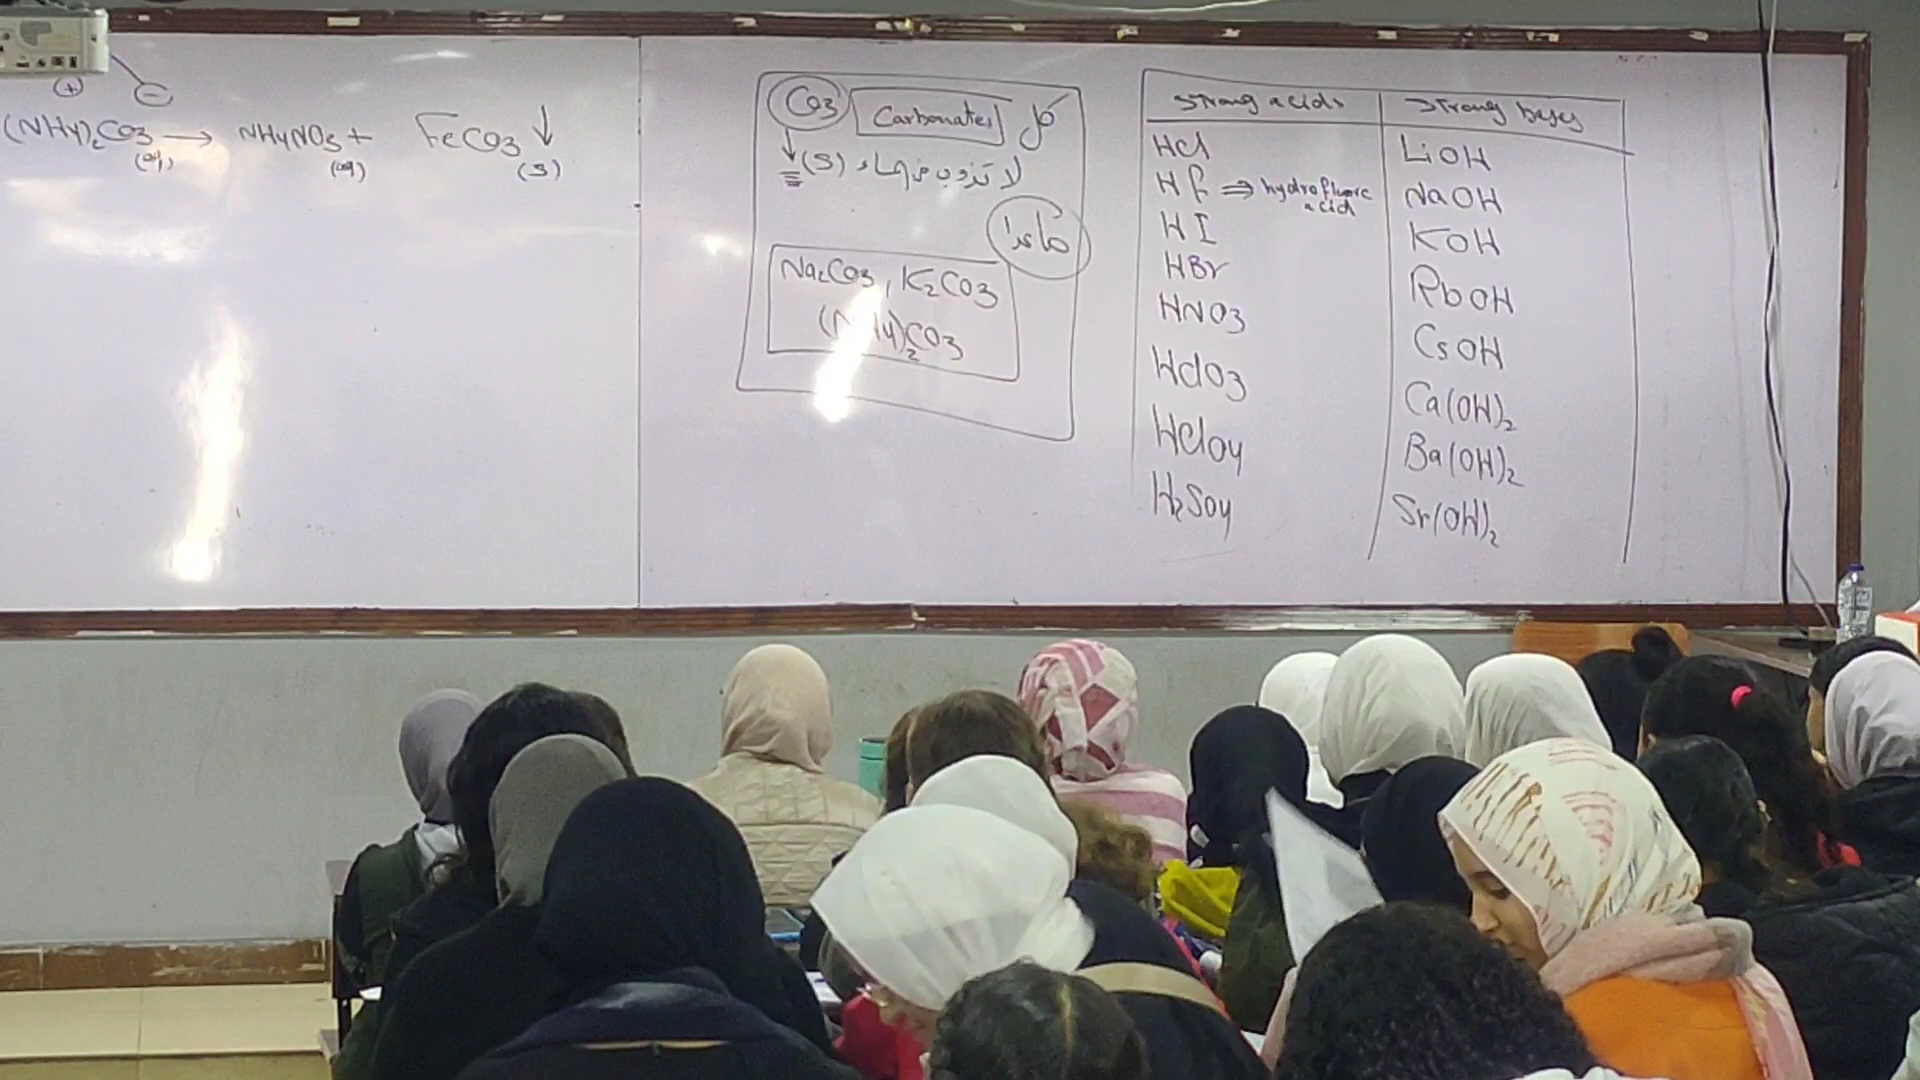 + −
(NH4)2CO3 (aq) → NH4NO3 (aq) + FeCO3 ↓ (s)
CO3 Carbonates كل
↓ (s) لا تذوب في الماء
ماعدا
Na2CO3 , K2CO3
(NH4)2CO3
Strong acids
HCl
HF ⇒ hydrofluoric acid
HI
HBr
HNO3
HClO3
HClO4
H2SO4
Strong bases
LiOH
NaOH
KOH
RbOH
CsOH
Ca(OH)2
Ba(OH)2
Sr(OH)2